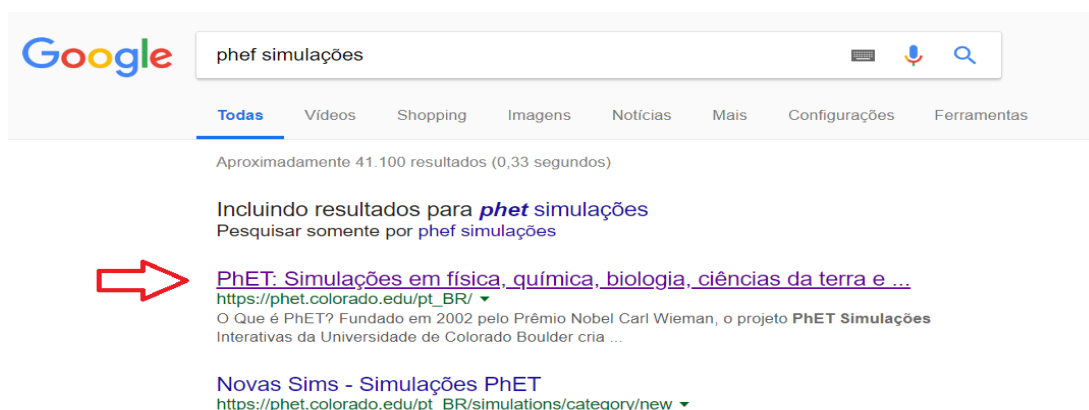 Google
phef simulações
Todas Vídeos Shopping Imagens Notícias Mais Configurações Ferramentas
Aproximadamente 41.100 resultados (0,33 segundos)
Incluindo resultados para phet simulações
Pesquisar somente por phef simulações
PhET: Simulações em física, química, biologia, ciências da terra e ...
https://phet.colorado.edu/pt_BR/
O Que é PhET? Fundado em 2002 pelo Prêmio Nobel Carl Wieman, o projeto PhET Simulações
Interativas da Universidade de Colorado Boulder cria ...
Novas Sims - Simulações PhET
https://phet.colorado.edu/pt_BR/simulations/category/new